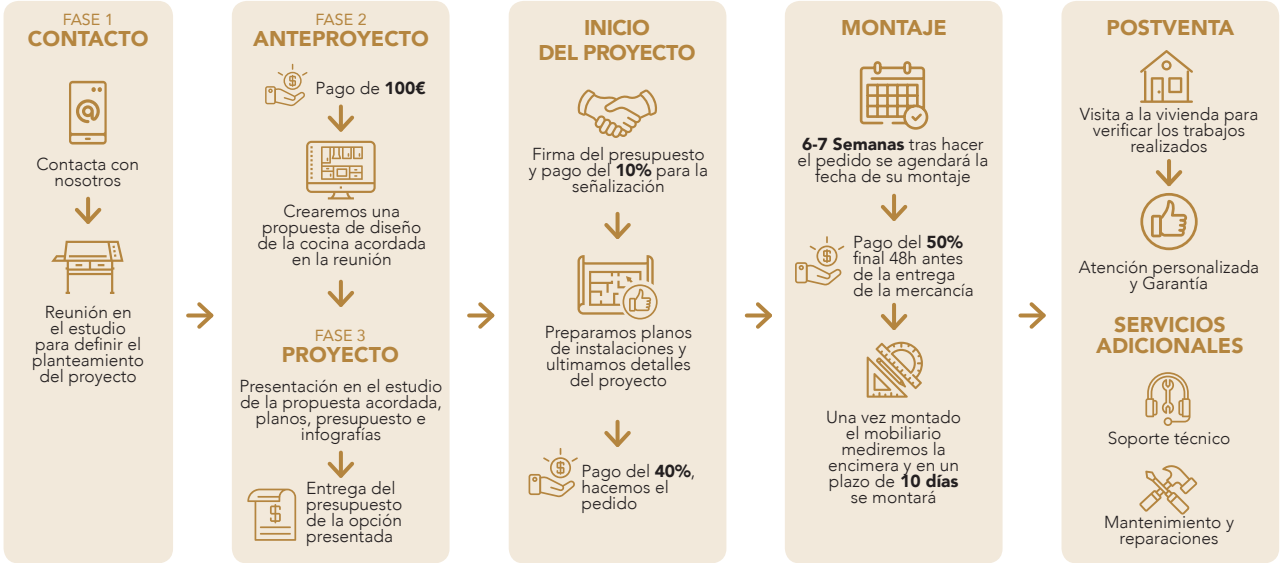 FASE 1
CONTACTO
Contacta con
nosotros
Reunión en
el estudio
para definir el
planteamiento
del proyecto
FASE 2
ANTEPROYECTO
$
Pago de 100€
Crearemos una
propuesta de diseño
de la cocina acordada
en la reunión
FASE 3
PROYECTO
Presentación en el estudio
de la propuesta acordada,
planos, presupuesto e
infografías
$
Entrega del
presupuesto
de la opción
presentada
INICIO
DEL PROYECTO
Firma del presupuesto
y pago del 10% para la
señalización
Preparamos planos
de instalaciones y
ultimamos detalles
del proyecto
$
Pago del 40%,
hacemos el
pedido
MONTAJE
6-7 Semanas tras hacer
el pedido se agendará la
fecha de su montaje
$
Pago del 50%
final 48h antes
de la entrega
de la mercancía
Una vez montado
el mobiliario
mediremos la
encimera y en un
plazo de 10 días
se montará
POSTVENTA
Visita a la vivienda para
verificar los trabajos
realizados
Atención personalizada
y Garantía
SERVICIOS
ADICIONALES
Soporte técnico
Mantenimiento y
reparaciones